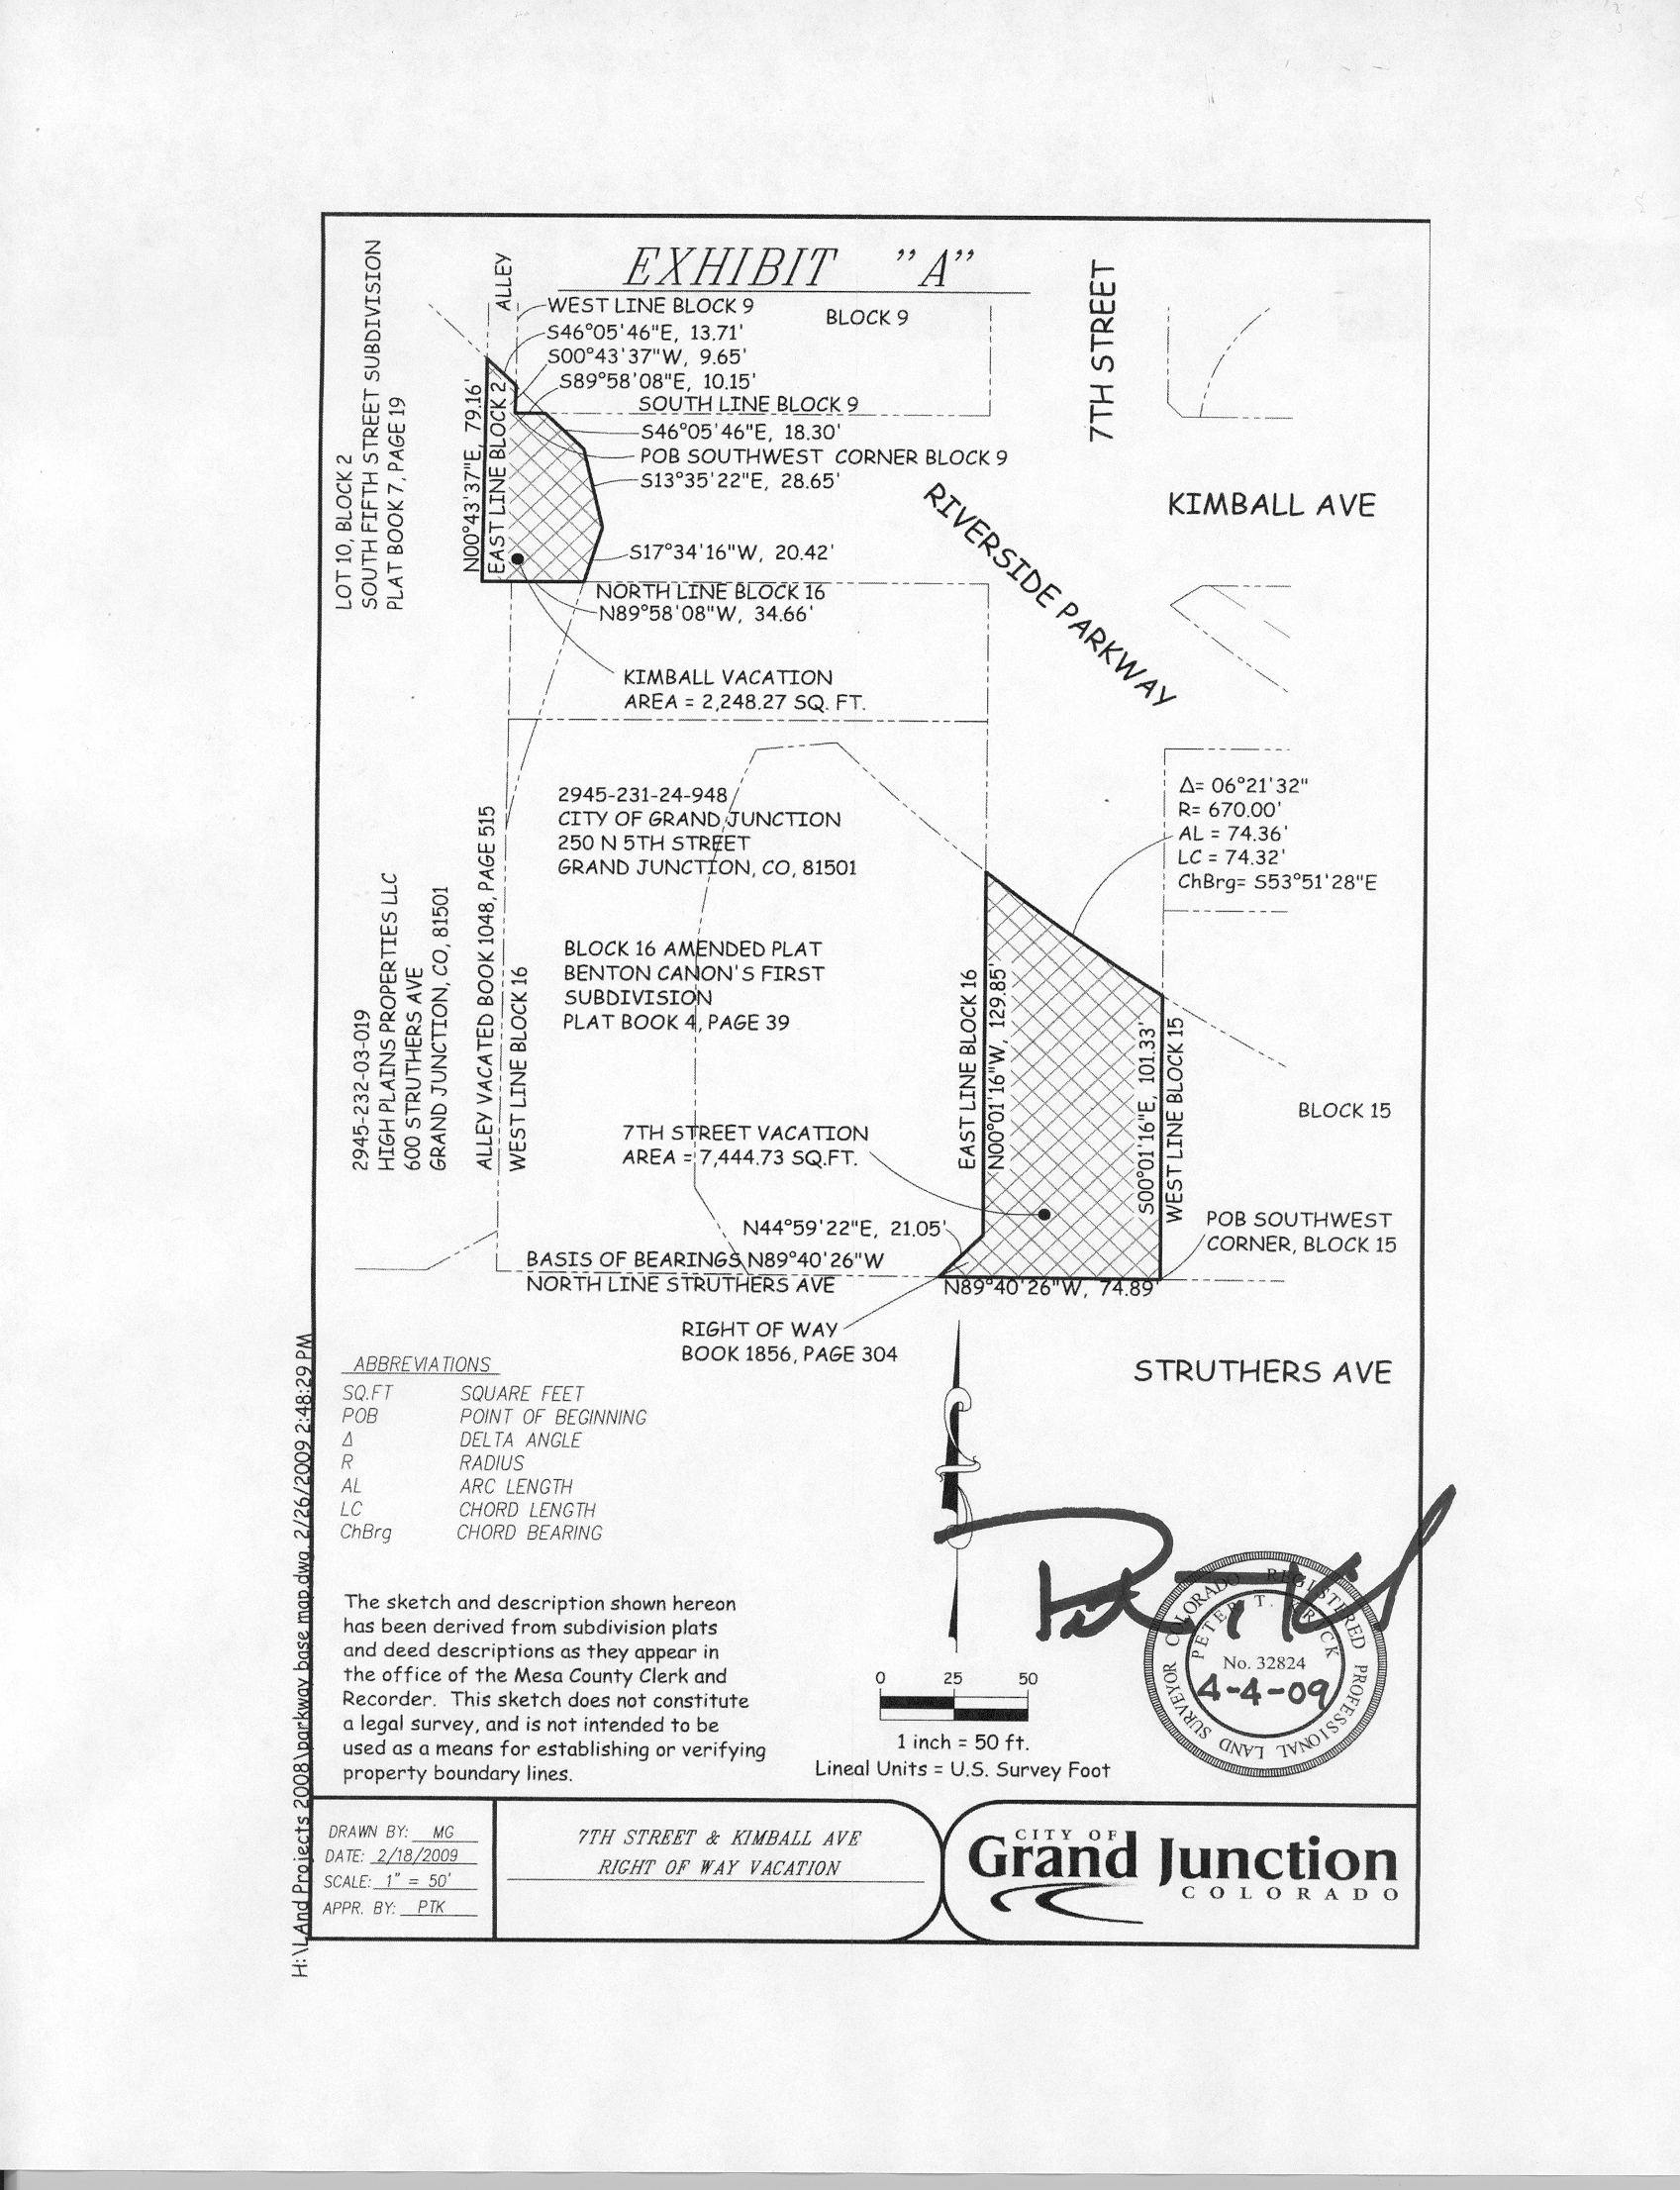 EXHIBIT "A"
ALLEY
WEST LINE BLOCK 9
BLOCK 9
S46°05'46"E, 13.71'
S00°43'37"W, 9.65'
S89°58'08"E, 10.15'
SOUTH LINE BLOCK 9
S46°05'46"E, 18.30'
POB SOUTHWEST CORNER BLOCK 9
S13°35'22"E, 28.65'
S17°34'16"W, 20.42'
NORTH LINE BLOCK 16
N89°58'08"W, 34.66'
KIMBALL VACATION
AREA = 2,248.27 SQ. FT.
N00°43'37"E, 79.16'
EAST LINE BLOCK 2
LOT 10, BLOCK 2
SOUTH FIFTH STREET SUBDIVISION
PLAT BOOK 7, PAGE 19
7TH STREET
KIMBALL AVE
RIVERSIDE PARKWAY
2945-231-24-948
CITY OF GRAND JUNCTION
250 N 5TH STREET
GRAND JUNCTION, CO, 81501
Δ= 06°21'32"
R= 670.00'
AL = 74.36'
LC = 74.32'
ChBrg= S53°51'28"E
BLOCK 16 AMENDED PLAT
BENTON CANON'S FIRST
SUBDIVISION
PLAT BOOK 4, PAGE 39
2945-232-03-019
HIGH PLAINS PROPERTIES LLC
600 STRUTHERS AVE
GRAND JUNCTION, CO, 81501
ALLEY VACATED BOOK 1048, PAGE 515
WEST LINE BLOCK 16
EAST LINE BLOCK 16
N00°01'16"W, 129.85'
S00°01'16"E, 101.33'
WEST LINE BLOCK 15
BLOCK 15
7TH STREET VACATION
AREA = 7,444.73 SQ.FT.
N44°59'22"E, 21.05'
POB SOUTHWEST
CORNER, BLOCK 15
BASIS OF BEARINGS N89°40'26"W
NORTH LINE STRUTHERS AVE
N89°40'26"W, 74.89'
RIGHT OF WAY
BOOK 1856, PAGE 304
STRUTHERS AVE
ABBREVIATIONS
SQ.FT SQUARE FEET
POB POINT OF BEGINNING
Δ DELTA ANGLE
R RADIUS
AL ARC LENGTH
LC CHORD LENGTH
ChBrg CHORD BEARING
The sketch and description shown hereon
has been derived from subdivision plats
and deed descriptions as they appear in
the office of the Mesa County Clerk and
Recorder. This sketch does not constitute
a legal survey, and is not intended to be
used as a means for establishing or verifying
property boundary lines.
0 25 50
1 inch = 50 ft.
Lineal Units = U.S. Survey Foot
COLORADO REGISTERED PROFESSIONAL LAND SURVEYOR
PETER T. KRICK
No. 32824
4-4-09
H:\LAnd Projects 2008\parkway base map.dwg, 2/26/2009 2:48:29 PM
DRAWN BY: MG
DATE: 2/18/2009
SCALE: 1" = 50'
APPR. BY: PTK
7TH STREET & KIMBALL AVE
RIGHT OF WAY VACATION
CITY OF
Grand Junction
COLORADO